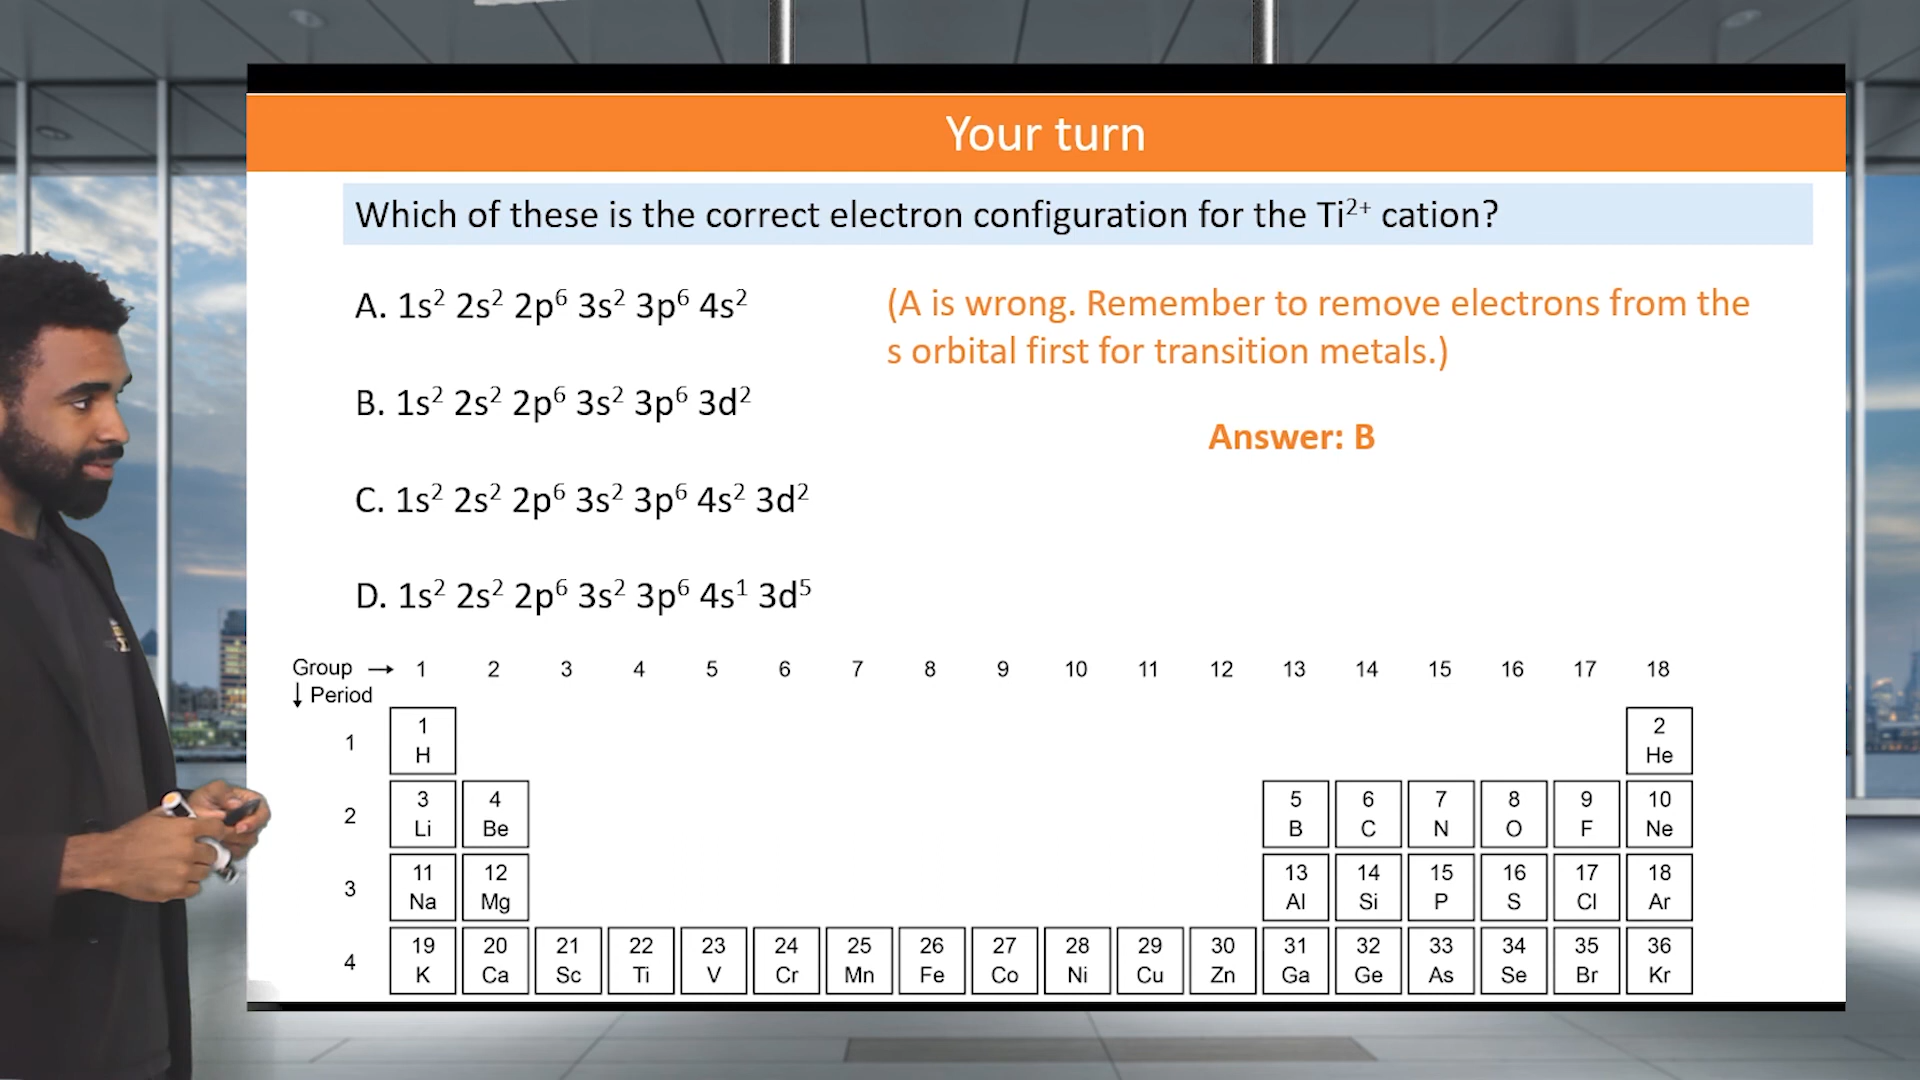 Your turn
Which of these is the correct electron configuration for the Ti²⁺ cation?
A. 1s² 2s² 2p⁶ 3s² 3p⁶ 4s²
(A is wrong. Remember to remove electrons from the
s orbital first for transition metals.)
B. 1s² 2s² 2p⁶ 3s² 3p⁶ 3d²
Answer: B
C. 1s² 2s² 2p⁶ 3s² 3p⁶ 4s² 3d²
D. 1s² 2s² 2p⁶ 3s² 3p⁶ 4s¹ 3d⁵
Group → 1 2 3 4 5 6 7 8 9 10 11 12 13 14 15 16 17 18
↓ Period
1 2
1
H He
3 4 5 6 7 8 9 10
2
Li Be B C N O F Ne
11 12 13 14 15 16 17 18
3
Na Mg Al Si P S Cl Ar
19 20 21 22 23 24 25 26 27 28 29 30 31 32 33 34 35 36
4
K Ca Sc Ti V Cr Mn Fe Co Ni Cu Zn Ga Ge As Se Br Kr